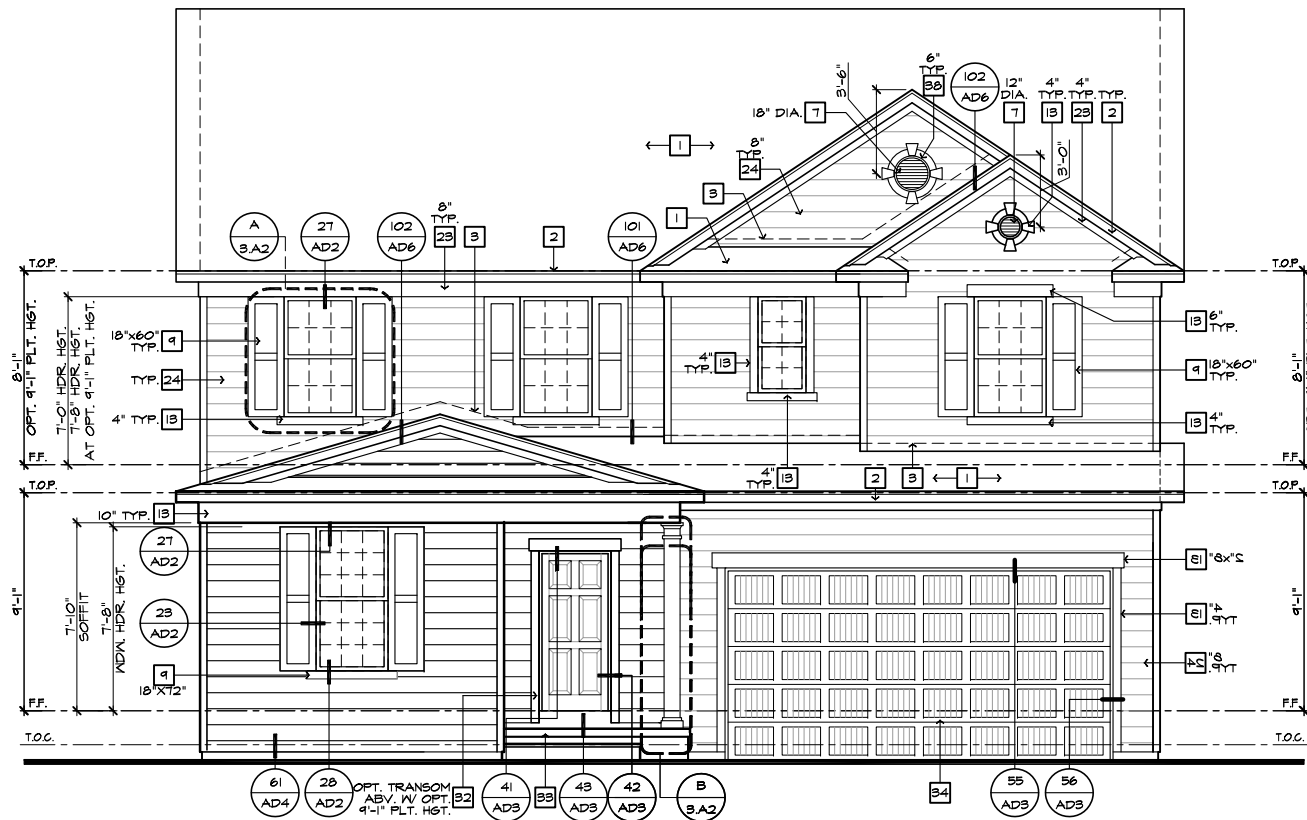 6"
TYP.
38
102
AD6
12"
DIA.
7
4"
TYP.
13
4"
TYP.
23
TYP.
2
3'-6"
18" DIA. 7
1
8"
TYP.
24
3
3'-0"
1
A
3.A2
27
AD2
102
AD6
8"
TYP.
23
3
2
101
AD6
T.O.P.
T.O.P.
8'-1"
OPT. 9'-1" PLT. HGT.
7'-0" HDR. HGT.
7'-8" HDR. HGT.
AT OPT. 9'-1" PLT. HGT.
18"x60"
TYP.
9
TYP. 24
4" TYP. 13
4"
TYP.
13
13 6"
TYP.
9 18"x60"
TYP.
13 4"
TYP.
8'-1"
F.F.
F.F.
4"
TYP.
13
3
1
2
T.O.P.
T.O.P.
10" TYP. 13
27
AD2
23
AD2
9
18"X72"
9'-1"
7'-10"
SOFFIT
7'-8"
WDW. HDR. HGT.
13 2"x8"
13 4"
TYP.
24 8"
TYP.
9'-1"
F.F.
F.F.
56
AD3
T.O.C.
T.O.C.
61
AD4
28
AD2
OPT. TRANSOM
ABV. W/ OPT.
9'-1" PLT. HGT.
32
41
AD3
33
43
AD3
42
AD3
B
3.A2
34
55
AD3